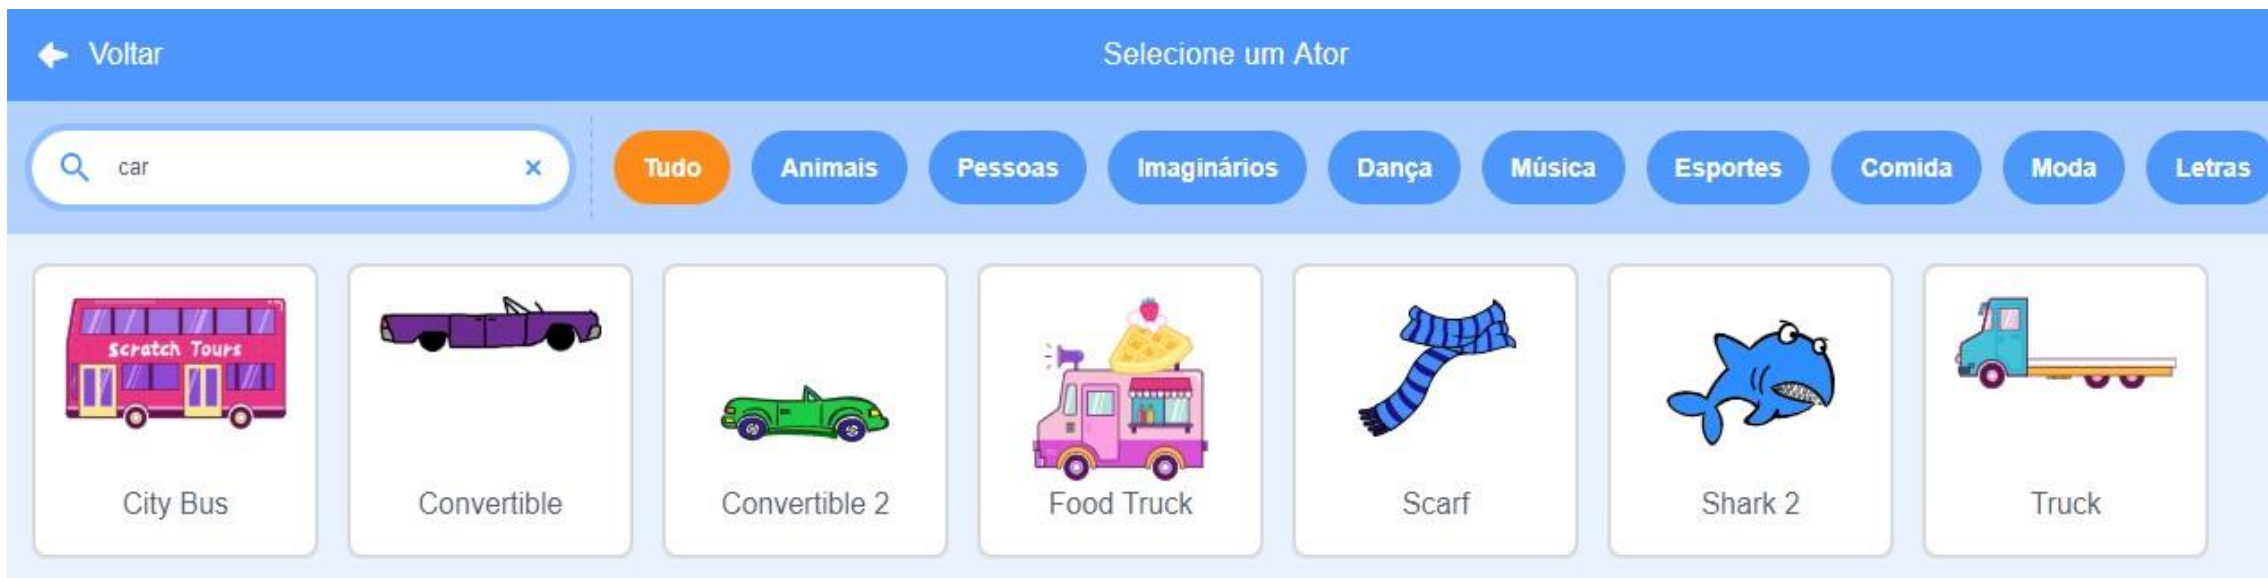 Voltar
Selecione um Ator
car
Tudo
Animais
Pessoas
Imaginários
Dança
Música
Esportes
Comida
Moda
Letras
Scratch Tours
City Bus
Convertible
Convertible 2
Food Truck
Scarf
Shark 2
Truck